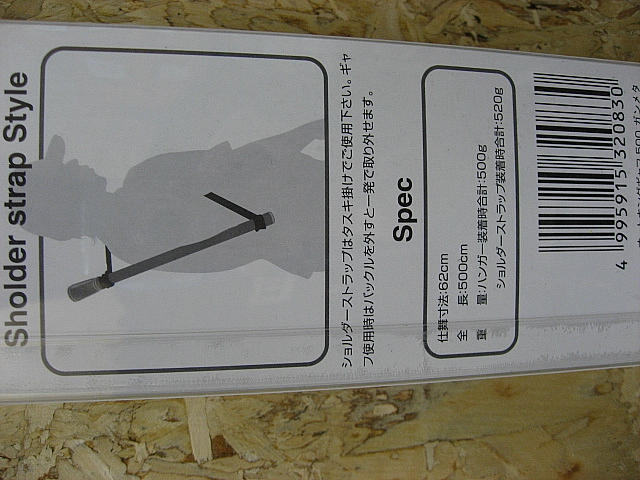 Sholder strap Style
ショルダーストラップはタスキ掛けでご使用下さい。ギャ
フ使用時はバックルを外すと一発で取り外せます。
Spec
仕舞寸法:62cm
全　長:500cm
重　量:ハンガー装着時合計:500g
ショルダーストラップ装着時合計:520g
4 995915 320830